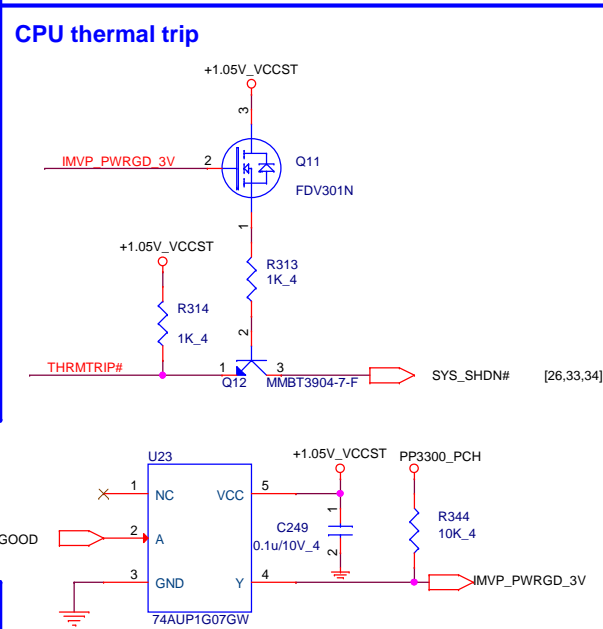 CPU thermal trip
+1.05V_VCCST
3
IMVP_PWRGD_3V
2
Q11
FDV301N
1
+1.05V_VCCST
R313
1K_4
R314
1K_4
2
THRMTRIP#
1
3
SYS_SHDN#
[26,33,34]
Q12
MMBT3904-7-F
U23
+1.05V_VCCST
PP3300_PCH
1
NC
VCC
5
GOOD
2
A
C249
0.1u/10V_4
1
2
R344
10K_4
3
GND
Y
4
IMVP_PWRGD_3V
74AUP1G07GW